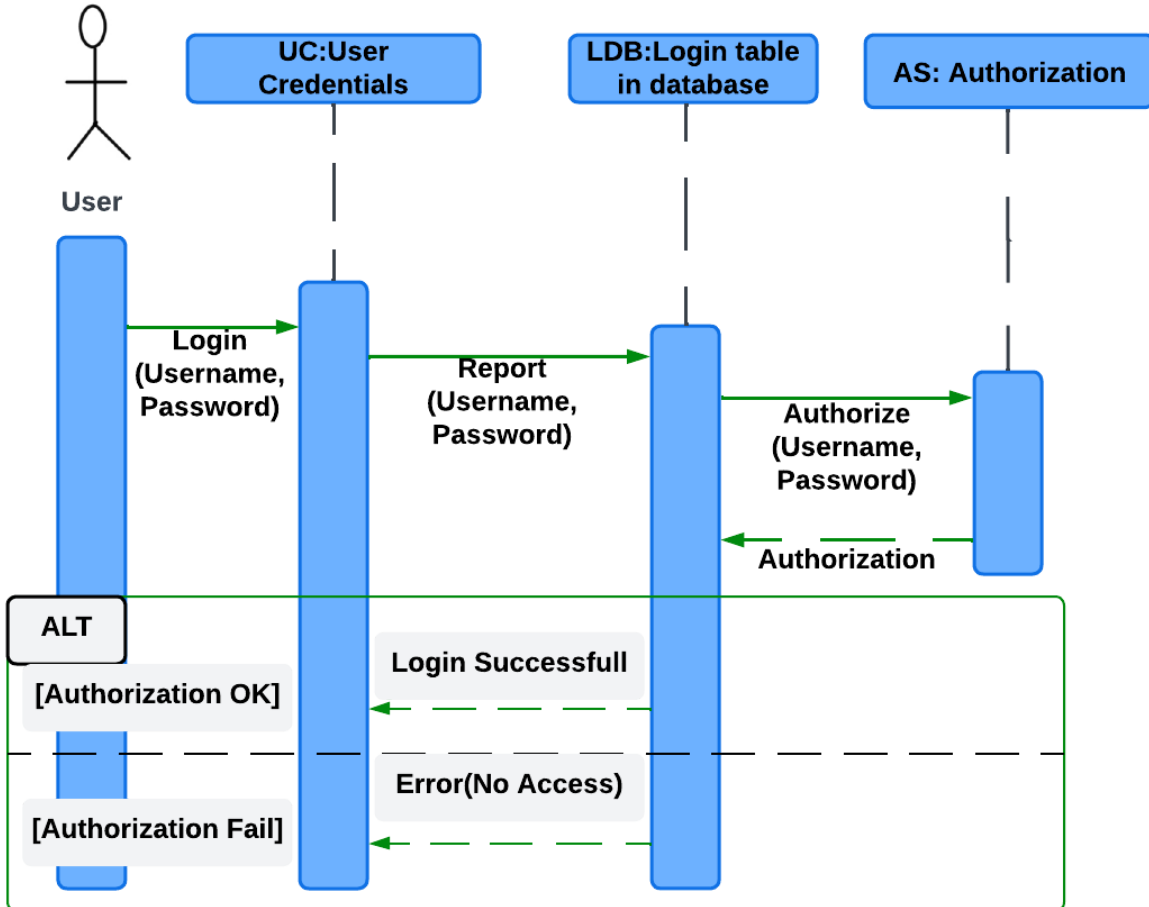 UC:User
Credentials
LDB:Login table
in database
AS: Authorization
User
Login
(Username,
Password)
Report
(Username,
Password)
Authorize
(Username,
Password)
Authorization
ALT
Login Successfull
[Authorization OK]
Error(No Access)
[Authorization Fail]